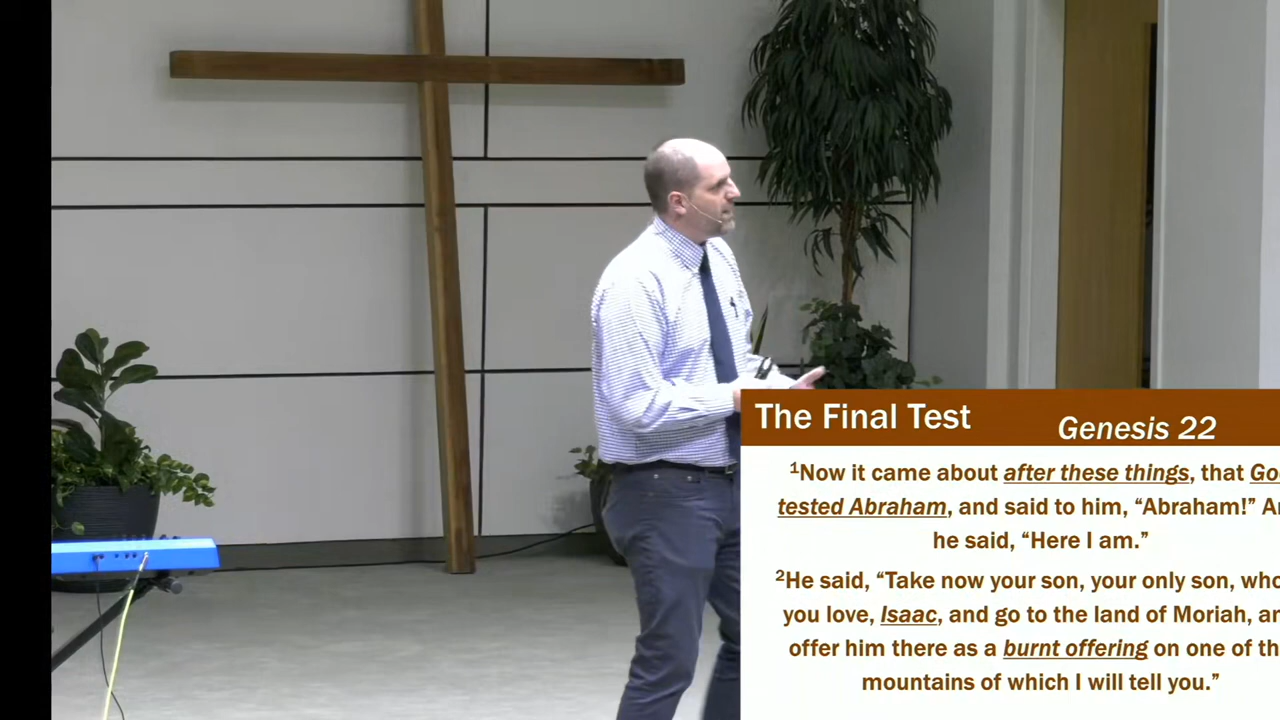 The Final Test
Genesis 22
¹Now it came about after these things, that
tested Abraham, and said to him, “Abraham!”
he said, “Here I am.”
²He said, “Take now your son, your only son,
you love, Isaac, and go to the land of Moriah,
offer him there as a burnt offering on one of
mountains of which I will tell you.”